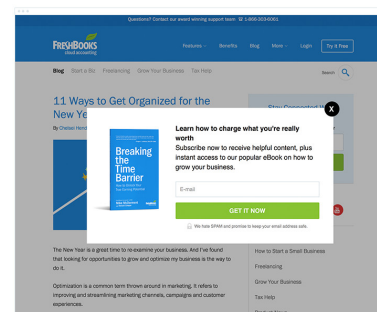 Questions? Contact our award winning support team ☎ 1-866-303-6061
FRESHBOOKS
cloud accounting
Features
Benefits
Blog
More
Login
Try It Free
Blog
Start a Biz
Freelancing
Grow Your Business
Tax Help
Search
11 Ways to Get Organized for the
New Ye
By Chelsei Hend
Stay Connected W
X
Breaking
the
Time
Barrier
Learn how to charge what you're really
worth
Subscribe now to receive helpful content, plus
instant access to our popular eBook on how to
grow your business.
E-mail
GET IT NOW
We hate SPAM and promise to keep your email address safe.
The New Year is a great time to re-examine your business. And I've found
that looking for opportunities to grow and optimize my business is the way to
do it.
Optimization is a common term thrown around in marketing. It refers to
improving and streamlining marketing channels, campaigns and customer
experiences.
How to Start a Small Business
Freelancing
Grow Your Business
Tax Help